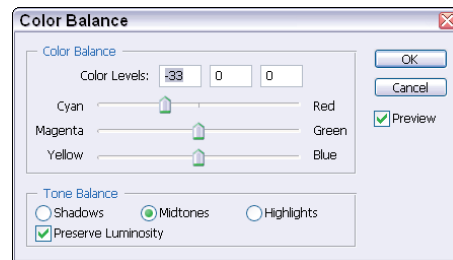 Color Balance
Color Balance
Color Levels: -33 0 0
Cyan Red
Magenta Green
Yellow Blue
Tone Balance
Shadows Midtones Highlights
Preserve Luminosity
OK
Cancel
Preview